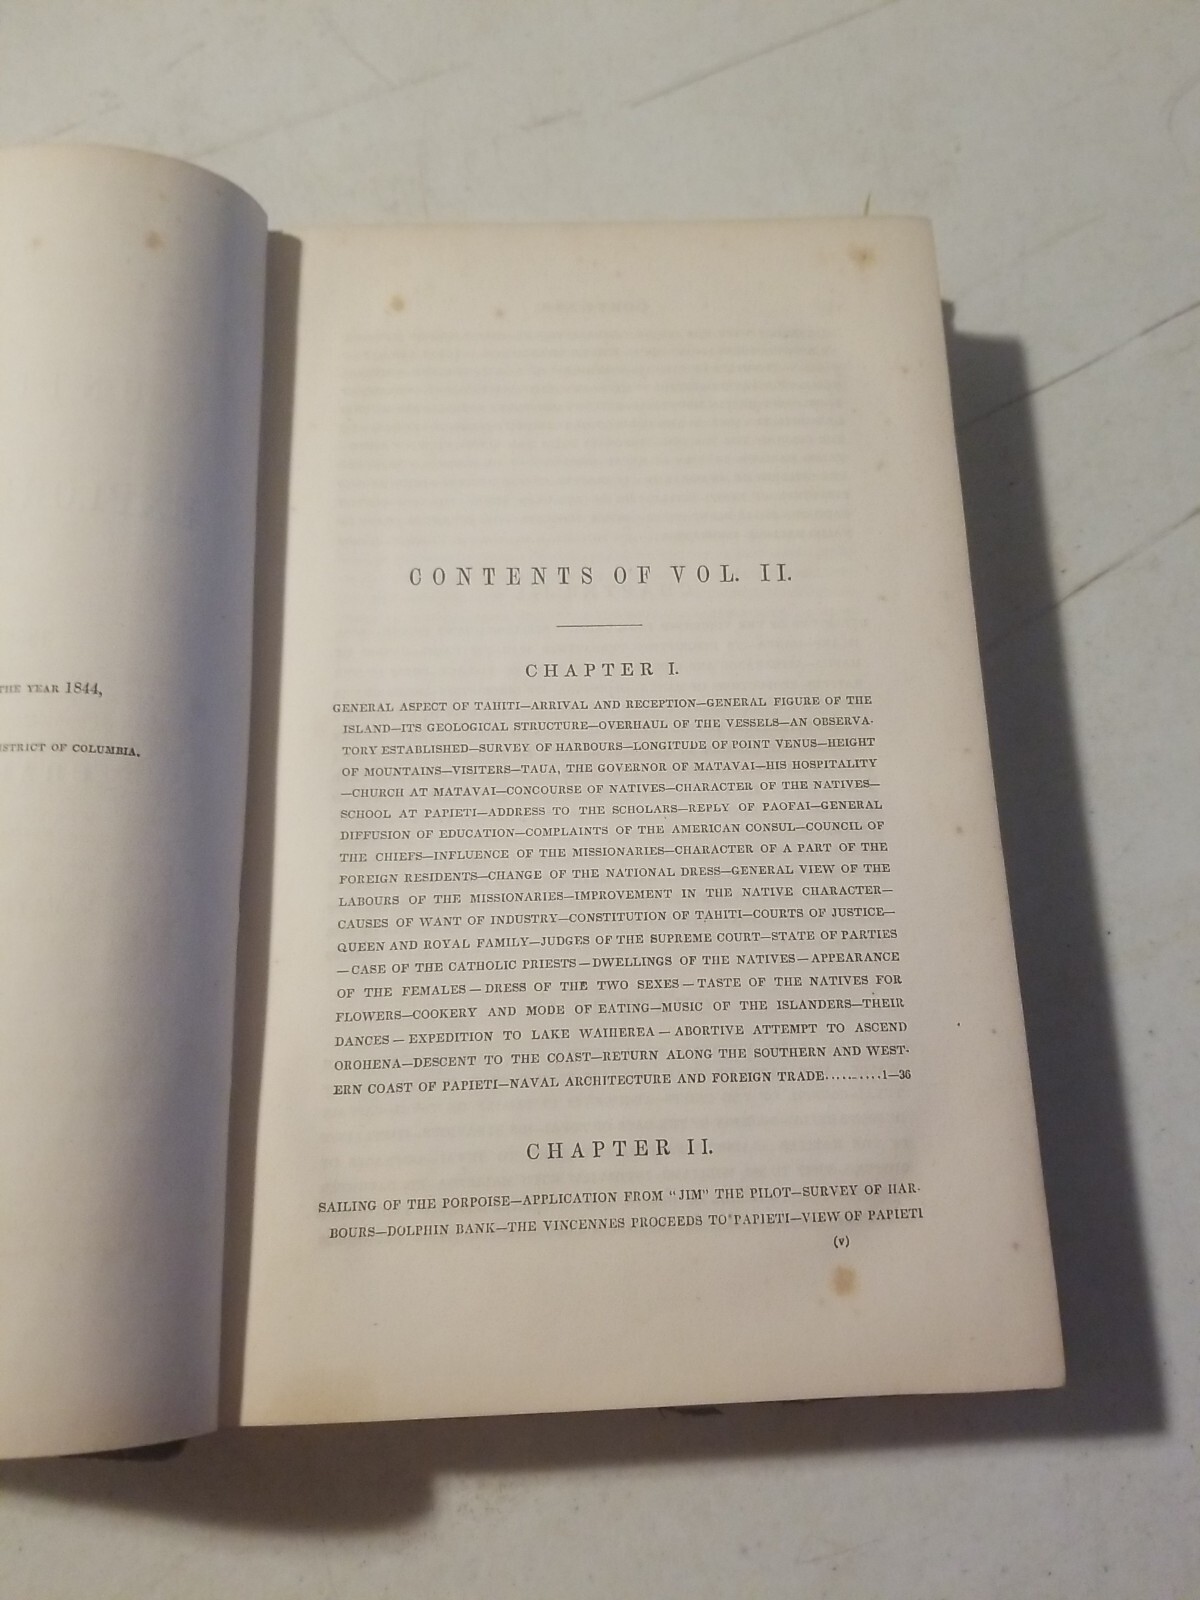 THE YEAR 1844,
DISTRICT OF COLUMBIA.
CONTENTS OF VOL. II.
CHAPTER I.
GENERAL ASPECT OF TAHITI—ARRIVAL AND RECEPTION—GENERAL FIGURE OF THE
ISLAND—ITS GEOLOGICAL STRUCTURE—OVERHAUL OF THE VESSELS—AN OBSERVA-
TORY ESTABLISHED—SURVEY OF HARBOURS—LONGITUDE OF POINT VENUS—HEIGHT
OF MOUNTAINS—VISITERS—TAUA, THE GOVERNOR OF MATAVAI—HIS HOSPITALITY
—CHURCH AT MATAVAI—CONCOURSE OF NATIVES—CHARACTER OF THE NATIVES—
SCHOOL AT PAPIETI—ADDRESS TO THE SCHOLARS—REPLY OF PAOFAI—GENERAL
DIFFUSION OF EDUCATION—COMPLAINTS OF THE AMERICAN CONSUL—COUNCIL OF
THE CHIEFS—INFLUENCE OF THE MISSIONARIES—CHARACTER OF A PART OF THE
FOREIGN RESIDENTS—CHANGE OF THE NATIONAL DRESS—GENERAL VIEW OF THE
LABOURS OF THE MISSIONARIES—IMPROVEMENT IN THE NATIVE CHARACTER—
CAUSES OF WANT OF INDUSTRY—CONSTITUTION OF TAHITI—COURTS OF JUSTICE—
QUEEN AND ROYAL FAMILY—JUDGES OF THE SUPREME COURT—STATE OF PARTIES
—CASE OF THE CATHOLIC PRIESTS—DWELLINGS OF THE NATIVES—APPEARANCE
OF THE FEMALES—DRESS OF THE TWO SEXES—TASTE OF THE NATIVES FOR
FLOWERS—COOKERY AND MODE OF EATING—MUSIC OF THE ISLANDERS—THEIR
DANCES—EXPEDITION TO LAKE WAIHEREA—ABORTIVE ATTEMPT TO ASCEND
OROHENA—DESCENT TO THE COAST—RETURN ALONG THE SOUTHERN AND WEST-
ERN COAST OF PAPIETI—NAVAL ARCHITECTURE AND FOREIGN TRADE..........1—36
CHAPTER II.
SAILING OF THE PORPOISE—APPLICATION FROM "JIM" THE PILOT—SURVEY OF HAR-
BOURS—DOLPHIN BANK—THE VINCENNES PROCEEDS TO PAPIETI—VIEW OF PAPIETI
(v)